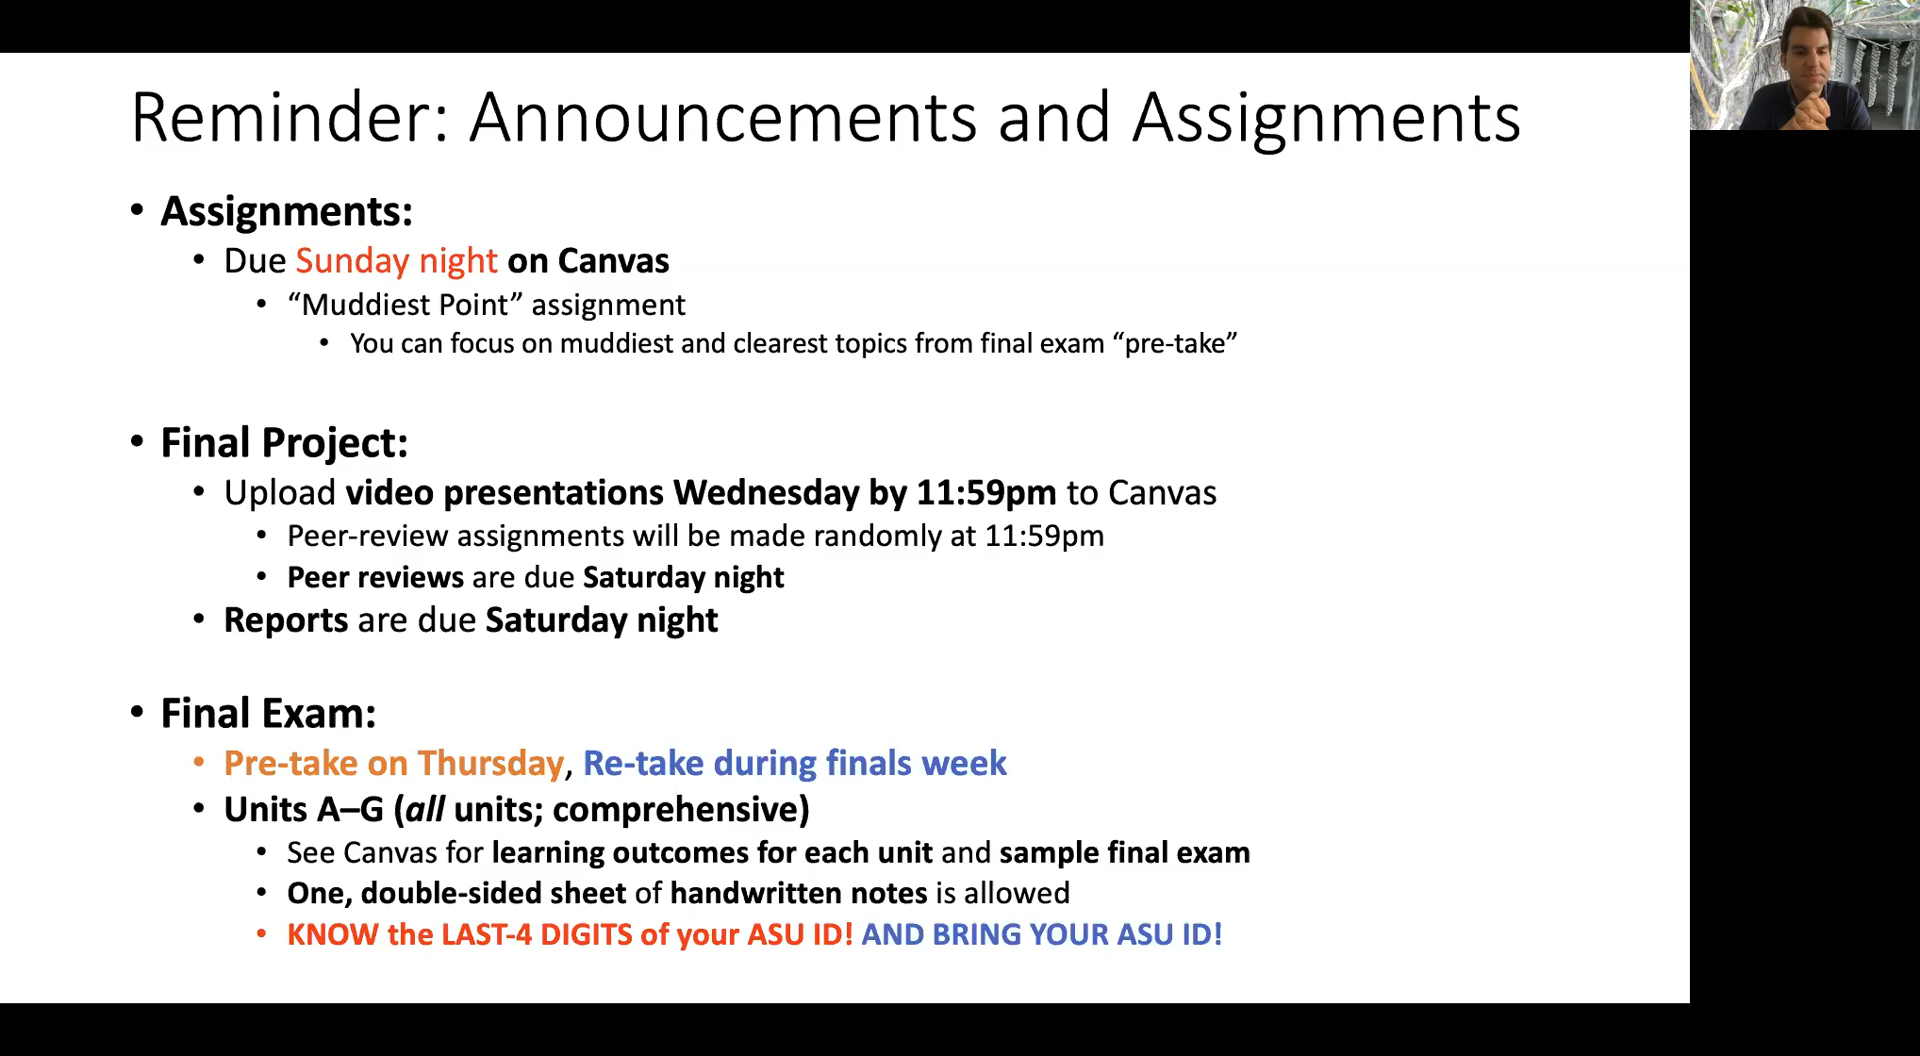 Reminder: Announcements and Assignments
• Assignments:
• Due Sunday night on Canvas
• “Muddiest Point” assignment
• You can focus on muddiest and clearest topics from final exam “pre-take”
• Final Project:
• Upload video presentations Wednesday by 11:59pm to Canvas
• Peer-review assignments will be made randomly at 11:59pm
• Peer reviews are due Saturday night
• Reports are due Saturday night
• Final Exam:
• Pre-take on Thursday, Re-take during finals week
• Units A–G (all units; comprehensive)
• See Canvas for learning outcomes for each unit and sample final exam
• One, double-sided sheet of handwritten notes is allowed
• KNOW the LAST-4 DIGITS of your ASU ID! AND BRING YOUR ASU ID!